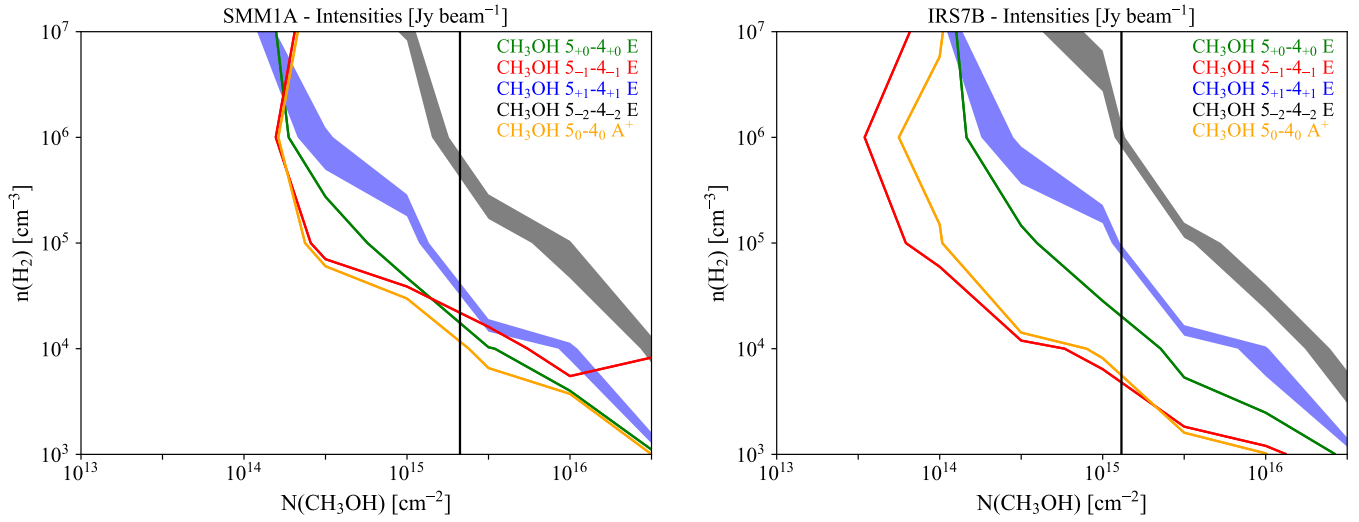 SMM1A - Intensities [Jy beam⁻¹]
10⁷
10⁶
10⁵
10⁴
10³
n(H₂) [cm⁻³]
CH₃OH 5₊₀-4₊₀ E
CH₃OH 5₋₁-4₋₁ E
CH₃OH 5₊₁-4₊₁ E
CH₃OH 5₋₂-4₋₂ E
CH₃OH 5₀-4₀ A⁺
10¹³ 10¹⁴ 10¹⁵ 10¹⁶
N(CH₃OH) [cm⁻²]
IRS7B - Intensities [Jy beam⁻¹]
10⁷
10⁶
10⁵
10⁴
10³
n(H₂) [cm⁻³]
CH₃OH 5₊₀-4₊₀ E
CH₃OH 5₋₁-4₋₁ E
CH₃OH 5₊₁-4₊₁ E
CH₃OH 5₋₂-4₋₂ E
CH₃OH 5₀-4₀ A⁺
10¹³ 10¹⁴ 10¹⁵ 10¹⁶
N(CH₃OH) [cm⁻²]